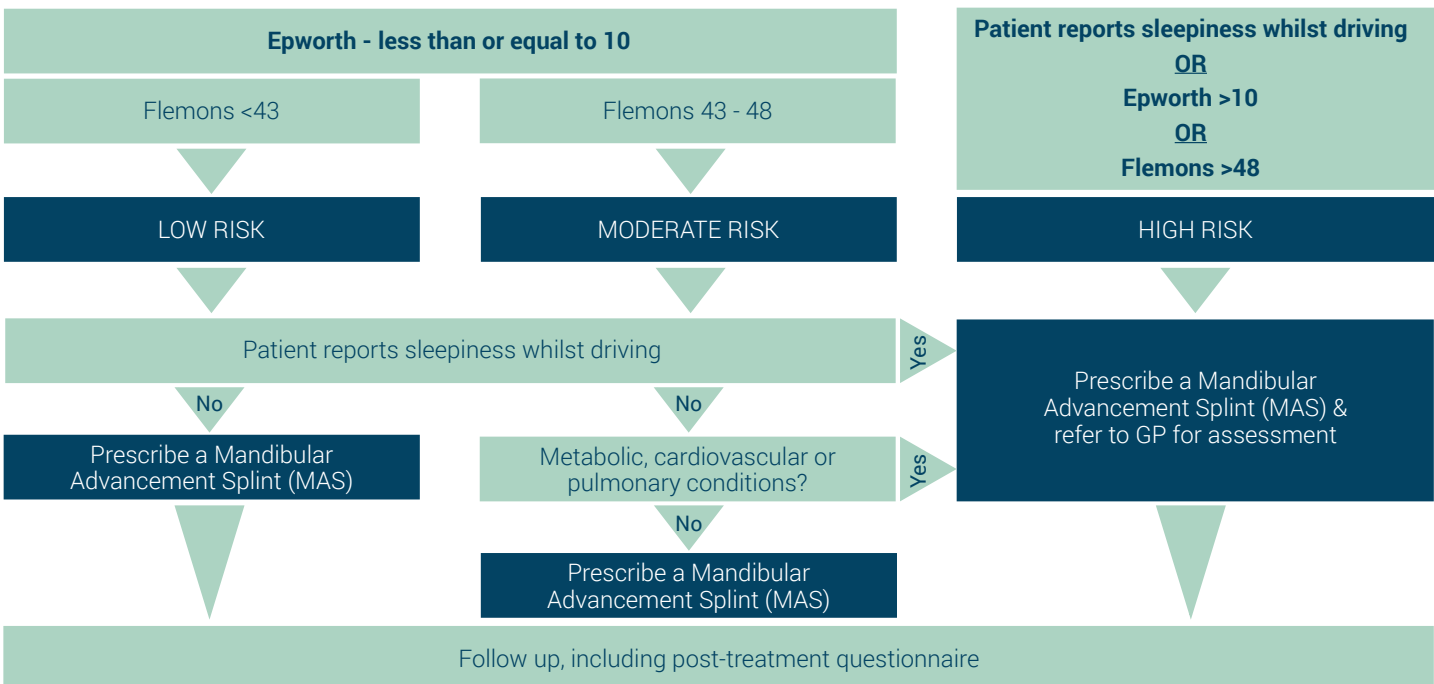 Epworth - less than or equal to 10
Flemons <43
Flemons 43 - 48
Patient reports sleepiness whilst driving
OR
Epworth >10
OR
Flemons >48
LOW RISK
MODERATE RISK
HIGH RISK
Patient reports sleepiness whilst driving
Yes
No
No
Prescribe a Mandibular
Advancement Splint (MAS)
Metabolic, cardiovascular or
pulmonary conditions?
Yes
Prescribe a Mandibular
Advancement Splint (MAS) &
refer to GP for assessment
No
Prescribe a Mandibular
Advancement Splint (MAS)
Follow up, including post-treatment questionnaire